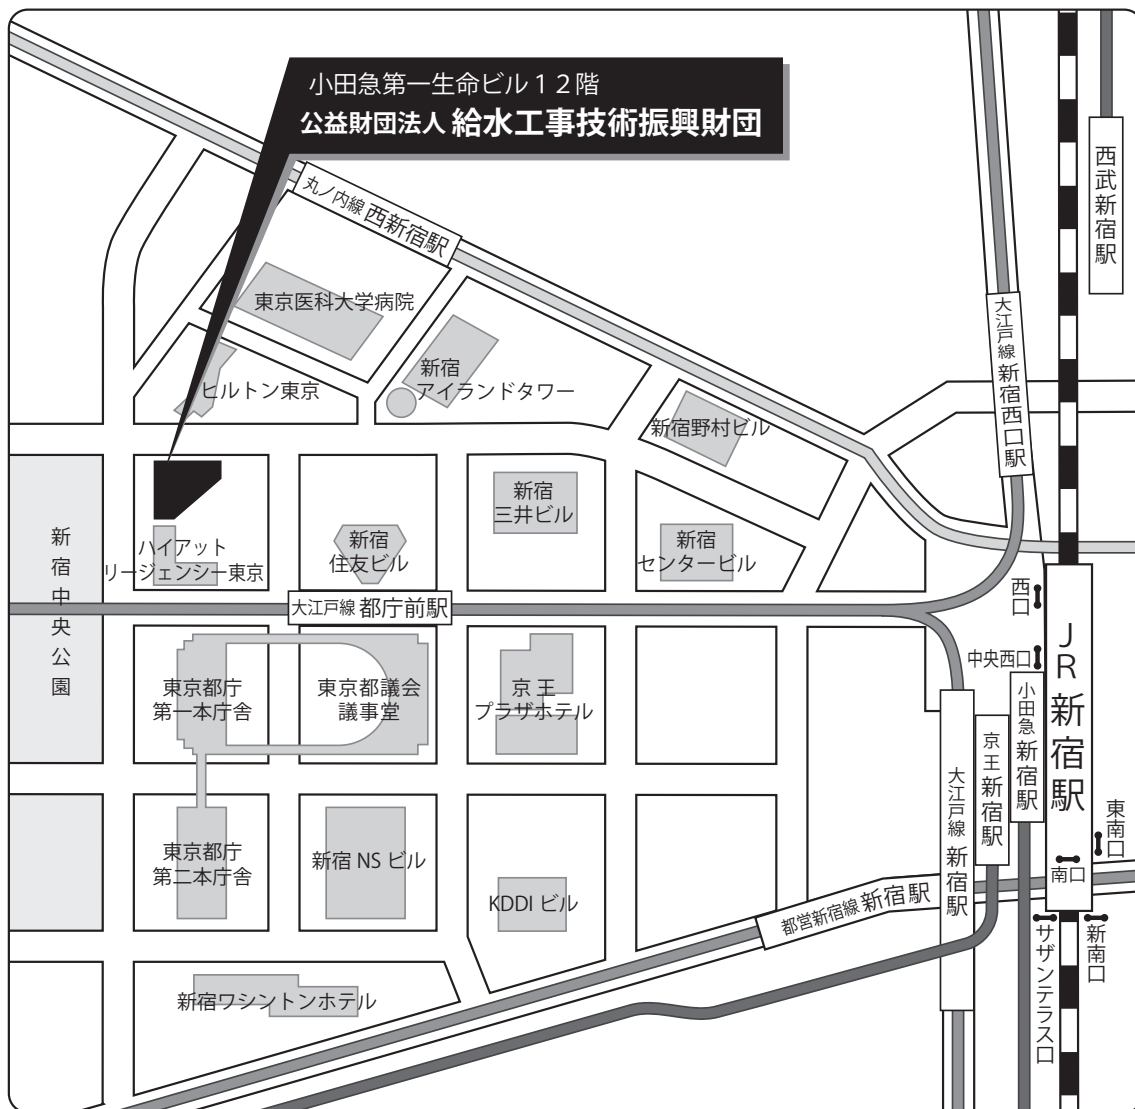 小田急第一生命ビル１２階
公益財団法人 給水工事技術振興財団
西武新宿駅
丸ノ内線 西新宿駅
東京医科大学病院
大江戸線 新宿西口駅
新宿
アイランドタワー
ヒルトン東京
新宿野村ビル
新宿
三井ビル
新宿中央公園
ハイアット
リージェンシー東京
新宿
住友ビル
新宿
センタービル
大江戸線 都庁前駅
西口
中央西口
JR 新宿駅
東京都庁
第一本庁舎
東京都議会
議事堂
京王
プラザホテル
小田急 新宿駅
京王 新宿駅
大江戸線 新宿駅
東南口
東京都庁
第二本庁舎
新宿 NS ビル
KDDI ビル
南口
都営新宿線 新宿駅
サザンテラス口
新南口
新宿ワシントンホテル